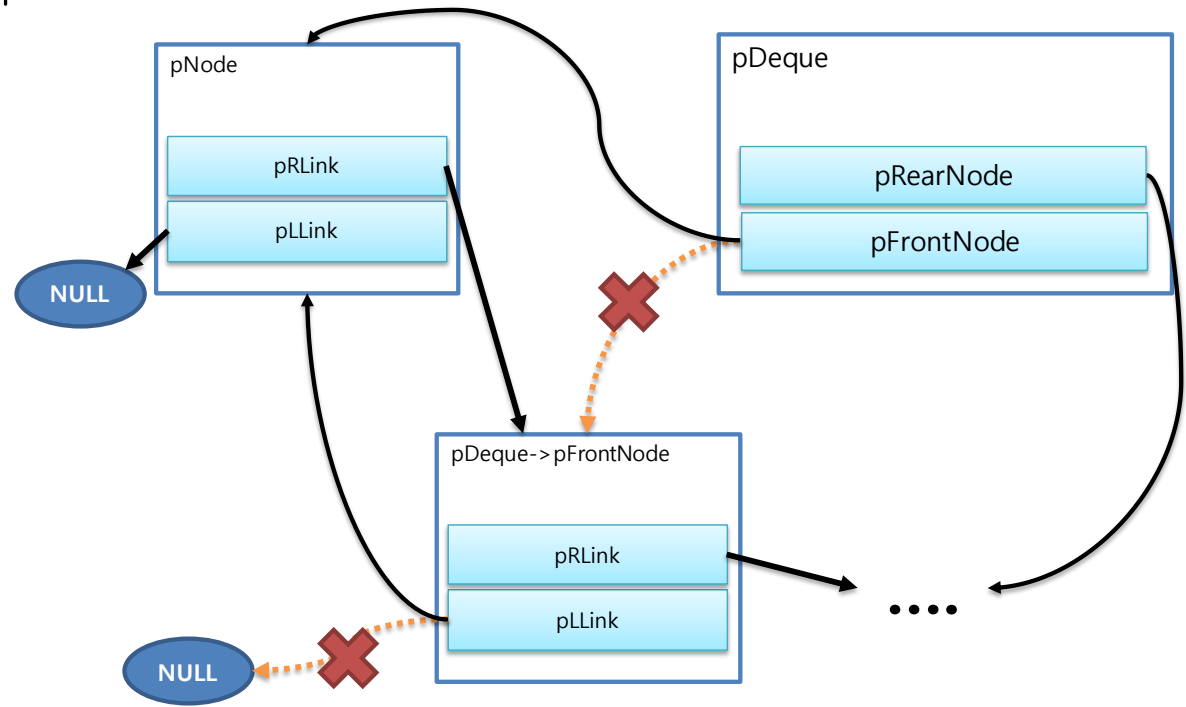 pNode
pDeque
pRLink
pRearNode
pLLink
pFrontNode
NULL
pDeque->pFrontNode
pRLink
....
pLLink
NULL